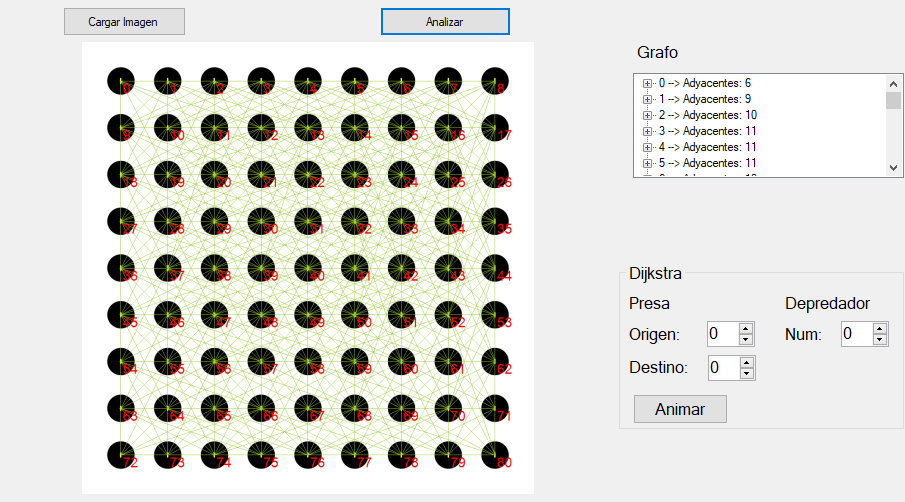 Cargar Imagen
Analizar
Grafo
0 --> Adyacentes: 6
1 --> Adyacentes: 9
2 --> Adyacentes: 10
3 --> Adyacentes: 11
4 --> Adyacentes: 11
5 --> Adyacentes: 11
0 1 2 3 4 5 6 7 8
9 10 11 12 13 14 15 16 17
18 19 20 21 22 23 24 25 26
27 28 29 30 31 32 33 34 35
36 37 38 39 40 41 42 43 44
45 46 47 48 49 50 51 52 53
54 55 56 57 58 59 60 61 62
63 64 65 66 67 68 69 70 71
72 73 74 75 76 77 78 79 80
Dijkstra
Presa
Depredador
Origen: 0
Num: 0
Destino: 0
Animar